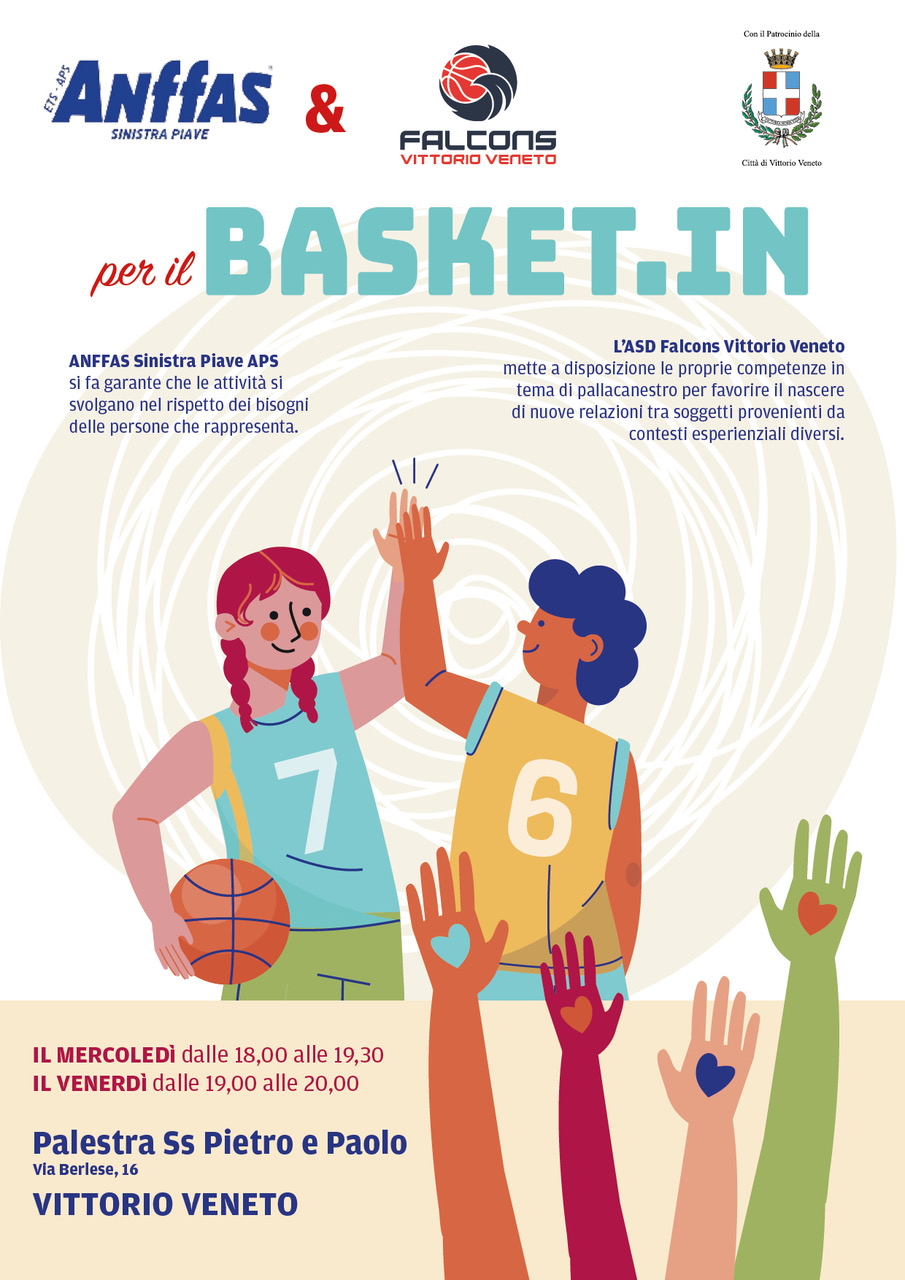 ETS - APS
Anffas
SINISTRA PIAVE
&
FALCONS
VITTORIO VENETO
Con il Patrocinio della
Città di Vittorio Veneto
per il BASKET.IN
ANFFAS Sinistra Piave APS
si fa garante che le attività si
svolgano nel rispetto dei bisogni
delle persone che rappresenta.
L'ASD Falcons Vittorio Veneto
mette a disposizione le proprie competenze in
tema di pallacanestro per favorire il nascere
di nuove relazioni tra soggetti provenienti da
contesti esperienziali diversi.
7
6
IL MERCOLEDì dalle 18,00 alle 19,30
IL VENERDì dalle 19,00 alle 20,00
Palestra Ss Pietro e Paolo
Via Berlese, 16
VITTORIO VENETO